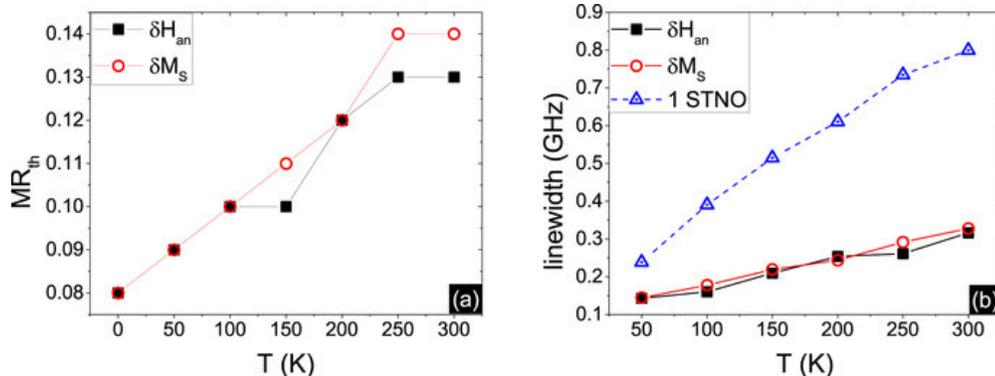 0.14
0.13
0.12
0.11
0.10
0.09
0.08
MR_th
δH_an
δM_S
0 50 100 150 200 250 300
T (K)
(a)
0.9
0.8
0.7
0.6
0.5
0.4
0.3
0.2
0.1
linewidth (GHz)
δH_an
δM_S
1 STNO
50 100 150 200 250 300
T (K)
(b)